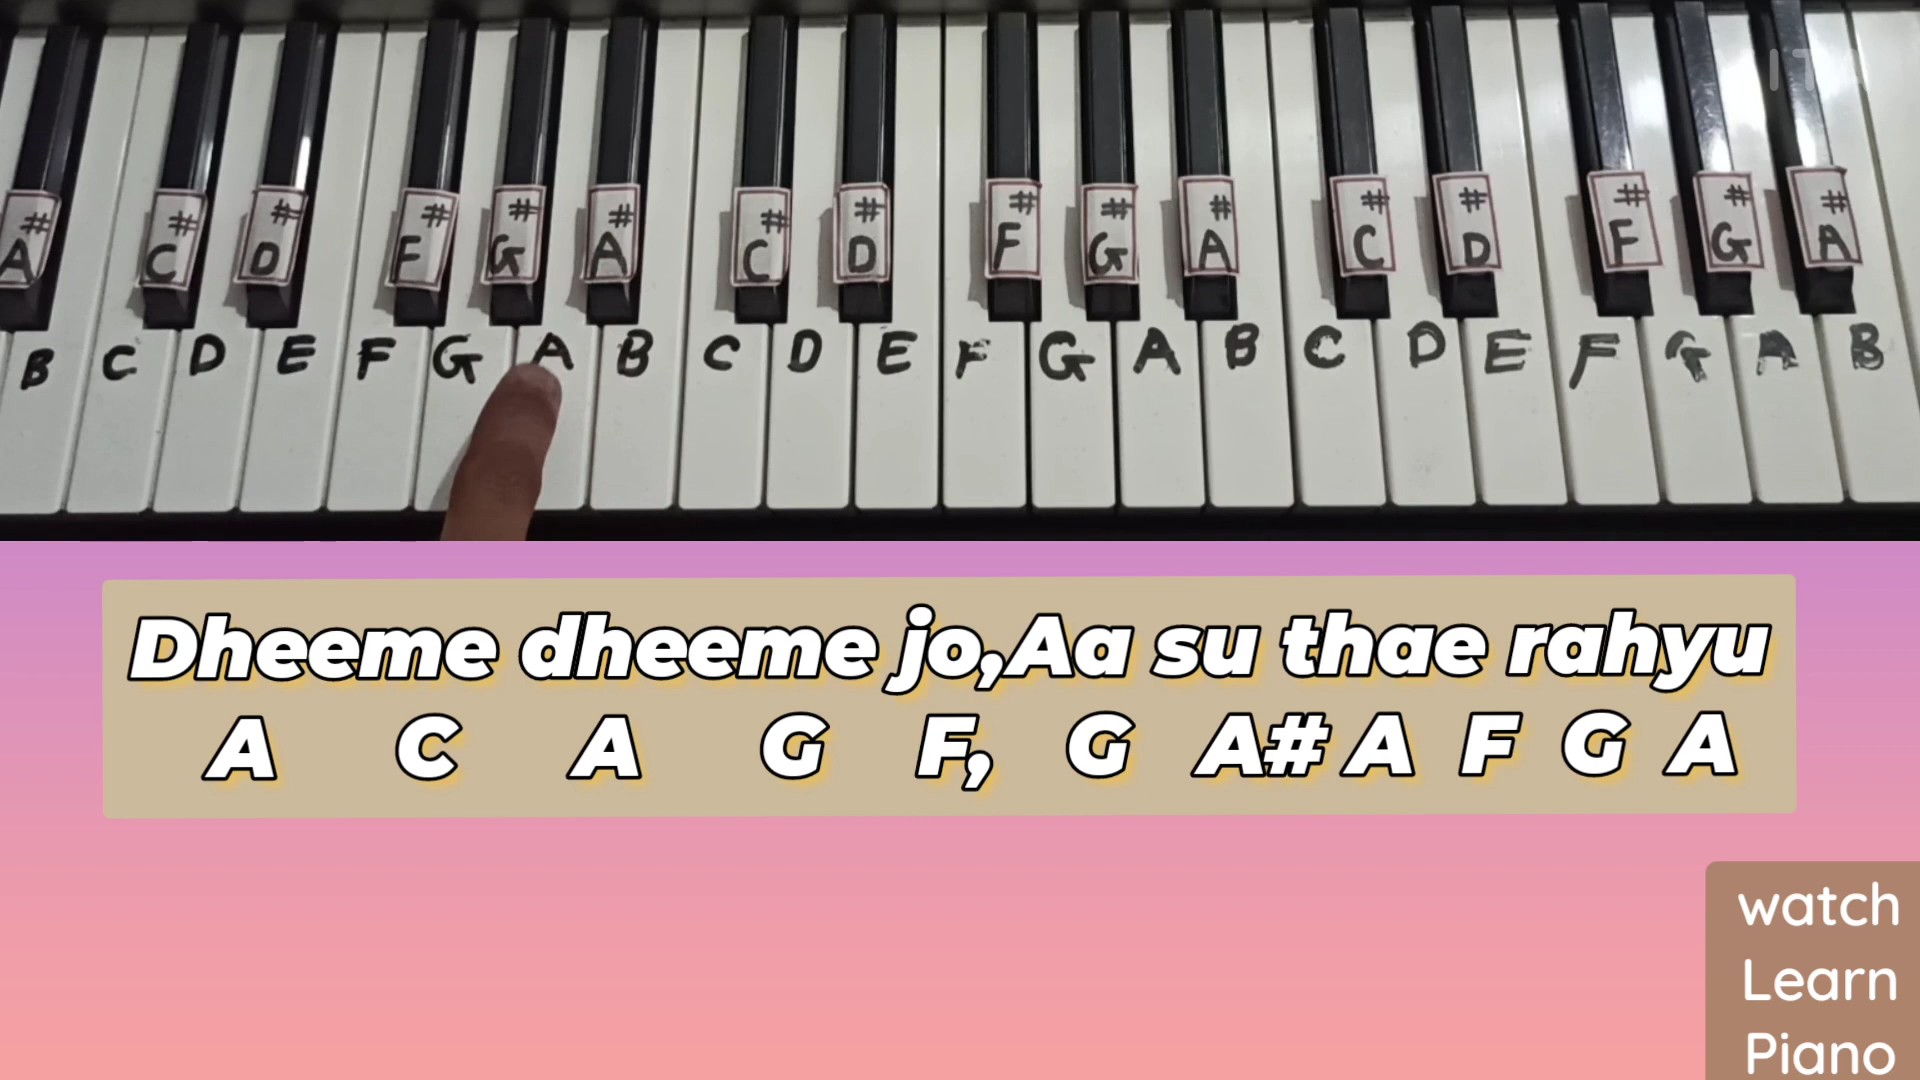 # # # # # # # # # # # # # #
A C D F G A C D F G A C D F G A
B C D E F G A B C D E F G A B C D E F G A B
Dheeme dheeme jo,Aa su thae rahyu
A C A G F, G A# A F G A
watch
Learn
Piano